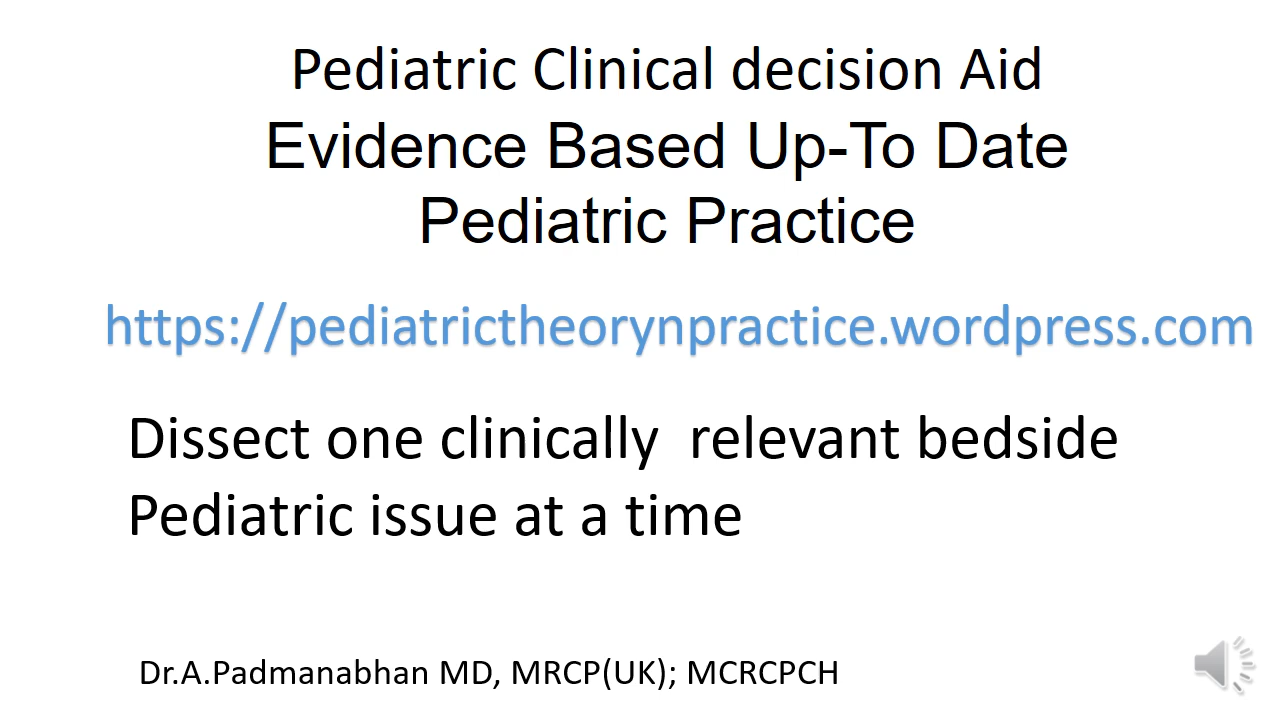 Pediatric Clinical decision Aid
Evidence Based Up-To Date
Pediatric Practice
https://pediatrictheorynpractice.wordpress.com
Dissect one clinically  relevant bedside
Pediatric issue at a time
Dr.A.Padmanabhan MD, MRCP(UK); MCRCPCH